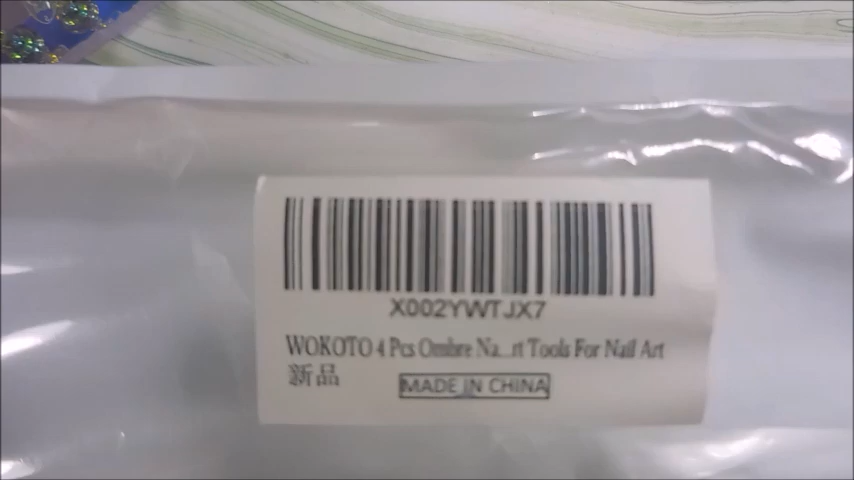 X002YWTJX7
WOKOTO 4 Pcs Ombre Na...rt Tools For Nail Art
新品
MADE IN CHINA